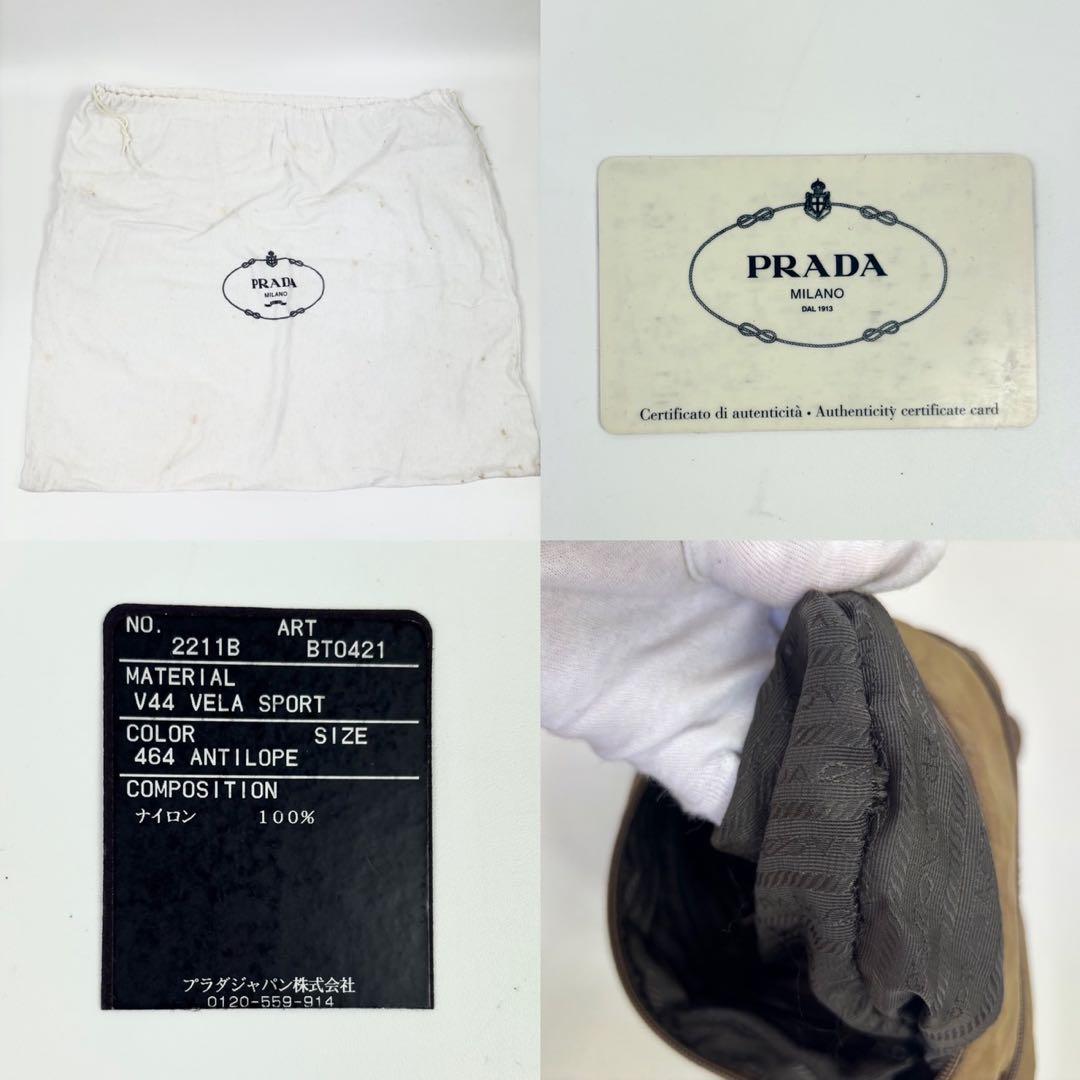 PRADA
MILANO
PRADA
MILANO
DAL 1913
Certificato di autenticità • Authenticity certificate card
NO. ART
2211B BT0421
MATERIAL
V44 VELA SPORT
COLOR SIZE
464 ANTILOPE
COMPOSITION
ナイロン 100%
プラダジャパン株式会社
0120-559-914